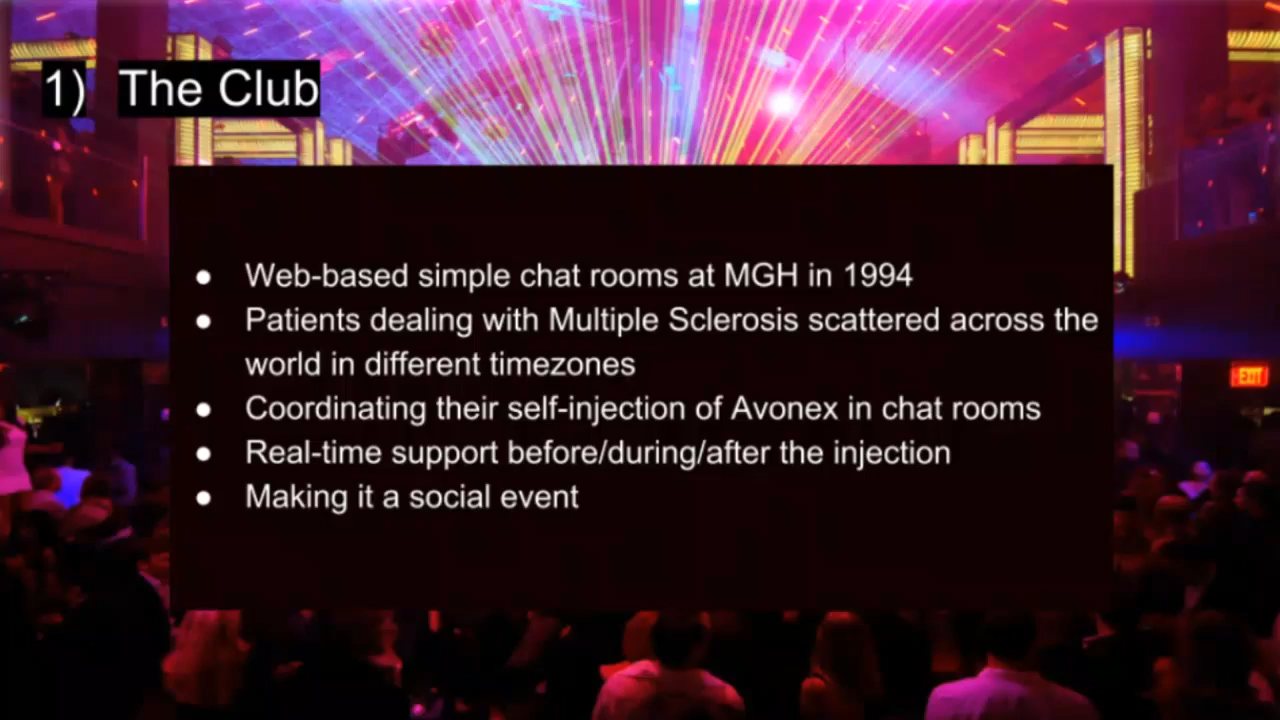 1) The Club
● Web-based simple chat rooms at MGH in 1994
● Patients dealing with Multiple Sclerosis scattered across the
world in different timezones
● Coordinating their self-injection of Avonex in chat rooms
● Real-time support before/during/after the injection
● Making it a social event
EXIT